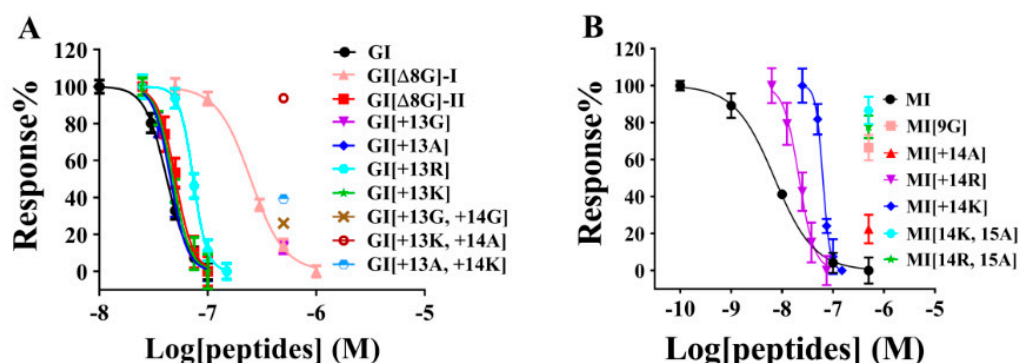 A
Response%
120
100
80
60
40
20
0
-8 -7 -6 -5
Log[peptides] (M)
GI
GI[Δ8G]-I
GI[Δ8G]-II
GI[+13G]
GI[+13A]
GI[+13R]
GI[+13K]
GI[+13G, +14G]
GI[+13K, +14A]
GI[+13A, +14K]
B
Response%
120
100
80
60
40
20
0
-10 -9 -8 -7 -6 -5
Log[peptides] (M)
MI
MI[9G]
MI[+14A]
MI[+14R]
MI[+14K]
MI[14K, 15A]
MI[14R, 15A]